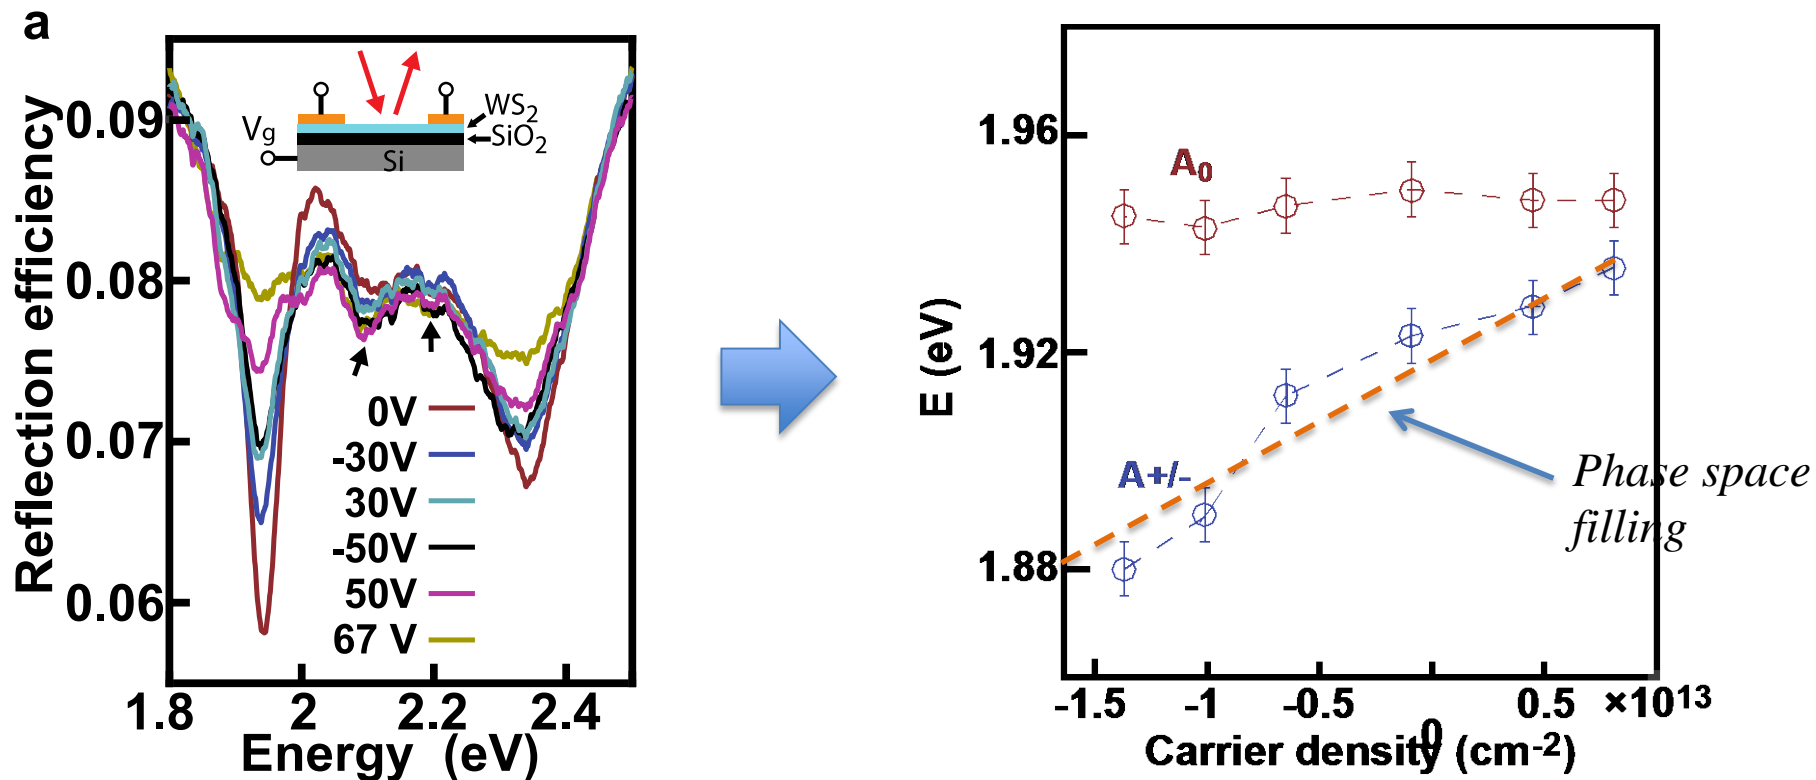 a
Reflection efficiency
0.09
0.08
0.07
0.06
1.8
2
2.2
2.4
Energy (eV)
Vg
WS2
SiO2
Si
0V
-30V
30V
-50V
50V
67 V
E (eV)
1.96
1.92
1.88
A0
A+/-
Phase space
filling
-1.5
-1
-0.5
0
0.5
×1013
Carrier density (cm-2)